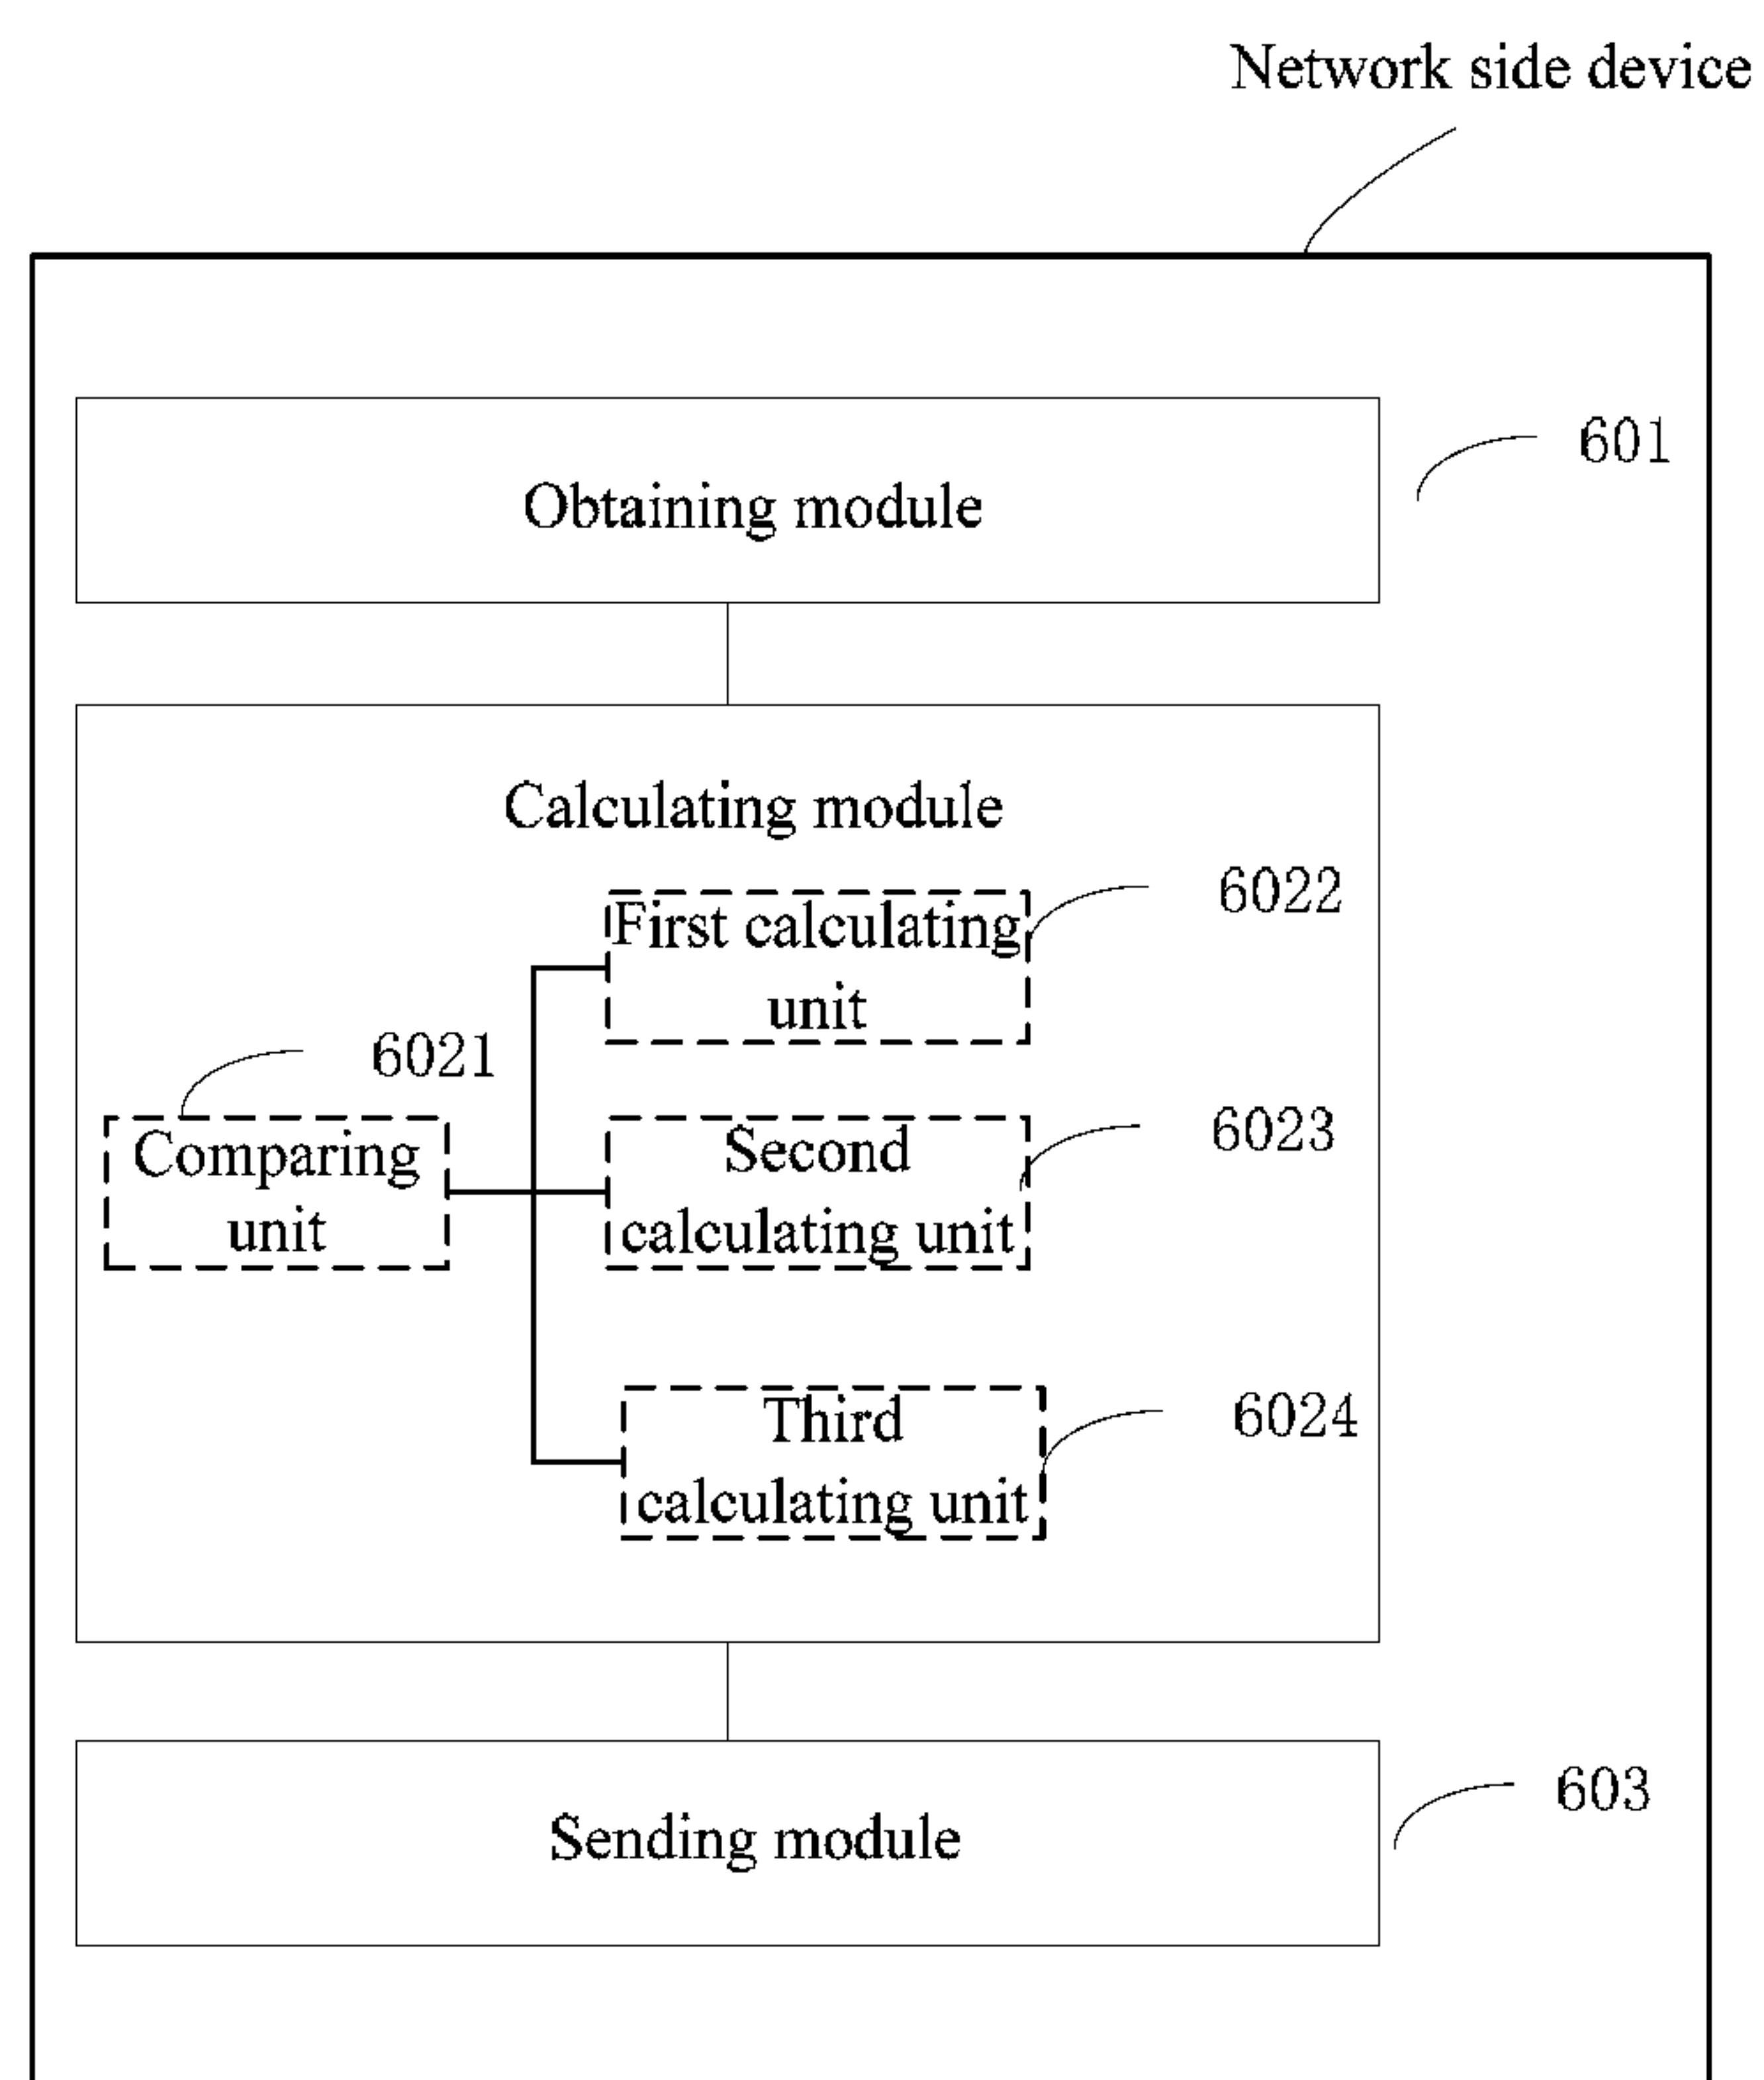 Network side device
601
Obtaining module
Calculating module
6022
First calculating
unit
6021
Comparing
unit
6023
Second
calculating unit
6024
Third
calculating unit
603
Sending module